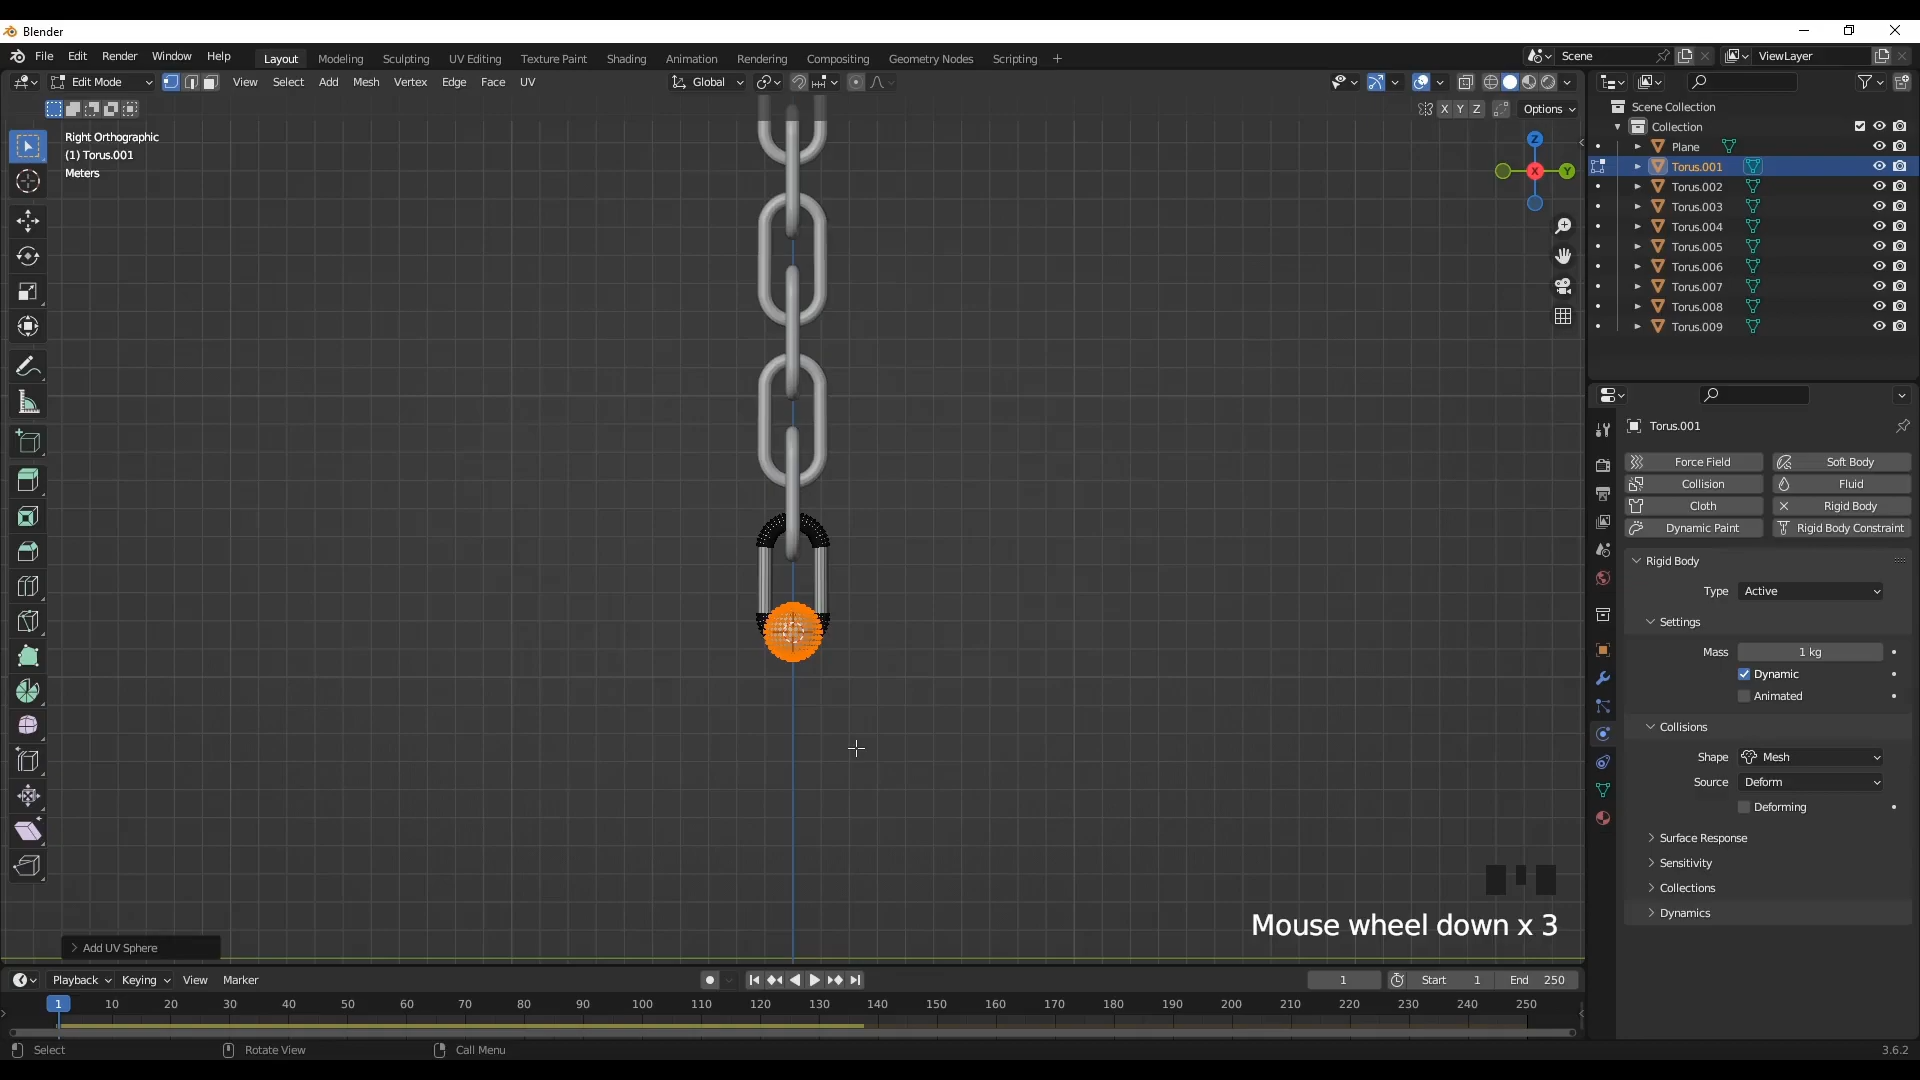 Blender
File Edit Render Window Help Layout Modeling Sculpting UV Editing Texture Paint Shading Animation Rendering Compositing Geometry Nodes Scripting + Scene ViewLayer
Edit Mode View Select Add Mesh Vertex Edge Face UV Global
X Y Z Options
Right Orthographic
(1) Torus.001
Meters
Z
X
Y
Scene Collection
Collection
Plane
Torus.001
Torus.002
Torus.003
Torus.004
Torus.005
Torus.006
Torus.007
Torus.008
Torus.009
Torus.001
Force Field Soft Body
Collision Fluid
Cloth Rigid Body
Dynamic Paint Rigid Body Constraint
Rigid Body
Type Active
Settings
Mass 1 kg
Dynamic
Animated
Collisions
Shape Mesh
Source Deform
Deforming
Surface Response
Sensitivity
Collections
Dynamics
Mouse wheel down x 3
Add UV Sphere
Playback Keying View Marker 1 Start 1 End 250
1 10 20 30 40 50 60 70 80 90 100 110 120 130 140 150 160 170 180 190 200 210 220 230 240 250
Select Rotate View Call Menu 3.6.2